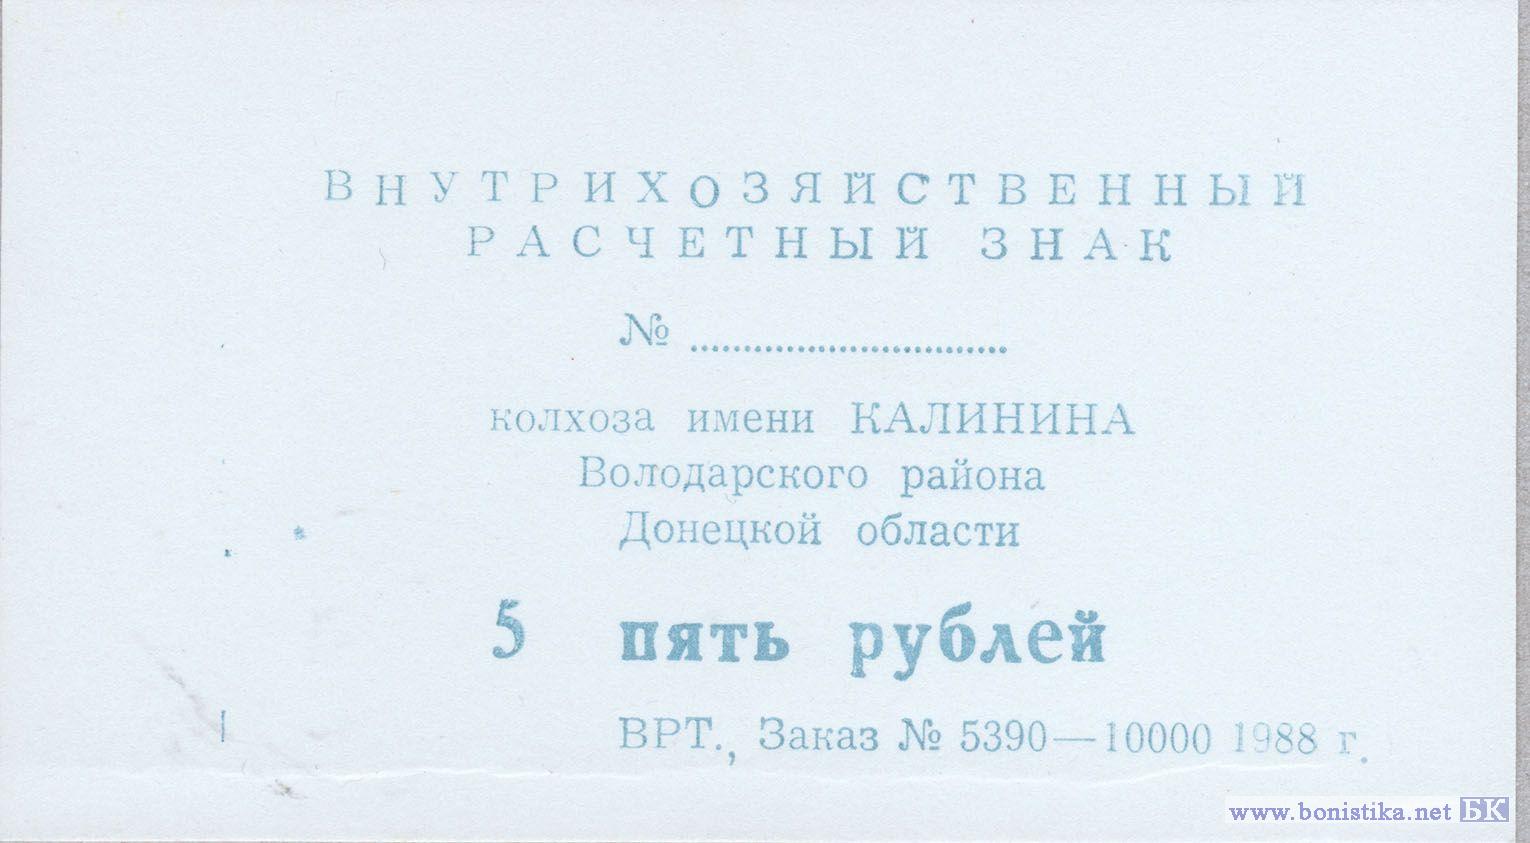 ВНУТРИХОЗЯЙСТВЕННЫЙ
РАСЧЕТНЫЙ ЗНАК
№ ..............................
колхоза имени КАЛИНИНА
Володарского района
Донецкой области
5 пять рублей
ВРТ., Заказ № 5390—10000 1988 г.
www.bonistika.net БК